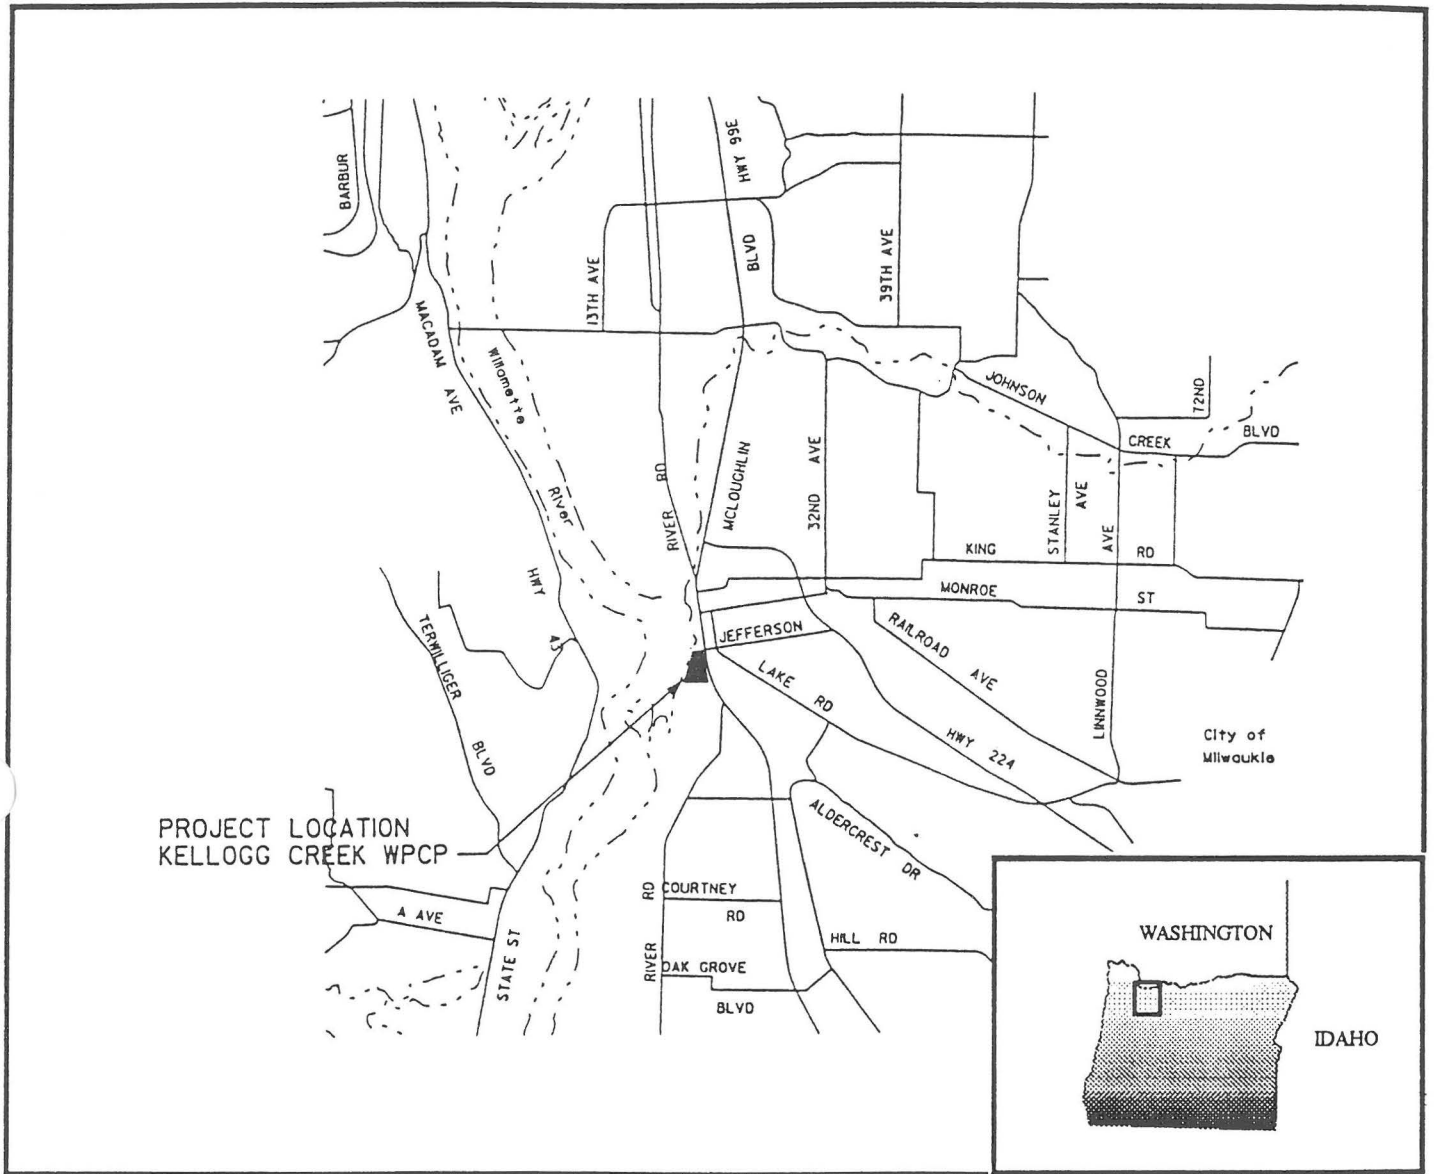 BARBUR
HWY 99E
BLVD
13TH AVE
39TH AVE
MACADAM AVE
Willamette
River
JOHNSON
CREEK
BLVD
72ND
RIVER RD
MCLOUGHLIN
32ND AVE
STANLEY
AVE
AVE
KING RD
MONROE ST
HWY
43
TERWILLIGER
BLVD
JEFFERSON
RAILROAD AVE
LAKE RD
LINNWOOD
HWY 224
City of
Milwaukie
PROJECT LOCATION
KELLOGG CREEK WPCP
ALDERCREST DR
A AVE
STATE ST
RD
COURTNEY
RD
HILL RD
RIVER
OAK GROVE
BLVD
WASHINGTON
IDAHO